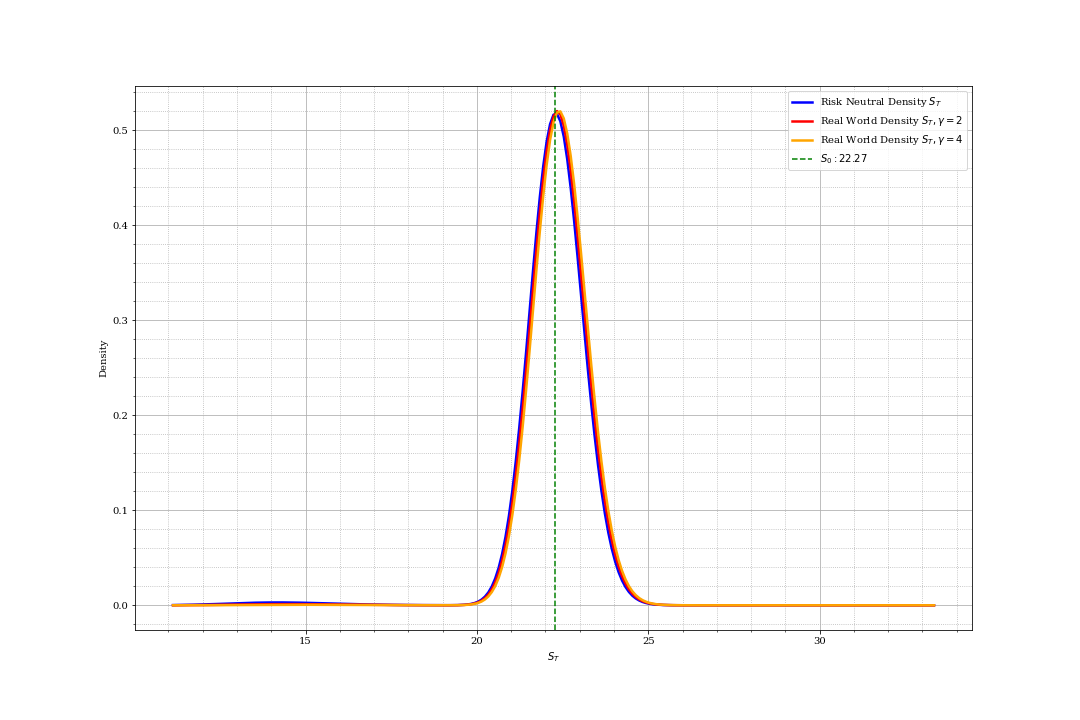 Risk Neutral Density S_T
Real World Density S_T, γ = 2
Real World Density S_T, γ = 4
S_0 : 22.27
0.5
0.4
0.3
0.2
0.1
0.0
Density
15
20
25
30
S_T